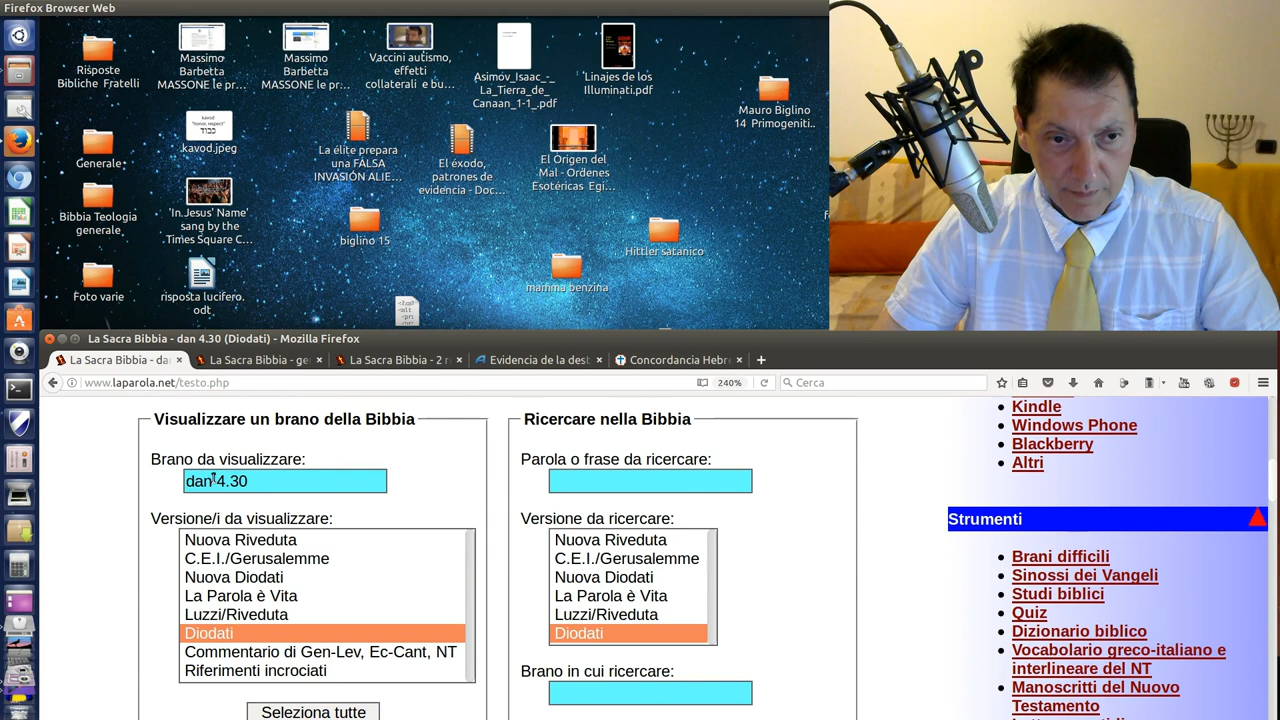 Firefox Browser Web
Risposte
Bibliche Fratelli
Massimo
Barbetta
MASSONE le pr...
Massimo
Barbetta
MASSONE le pr...
Vaccini autismo,
effetti
collaterali e bu...
Asimov_Isaac_-_
La_Tierra_de_
Canaan_1-1_.pdf
Linajes de los
Illuminati.pdf
Mauro Biglino
14 Primogeniti..
Generale
kavod
"honor, respect"
כבוד
kavod.jpeg
La élite prepara
una FALSA
INVASIÓN ALIE...
El éxodo,
patrones de
evidencia - Doc...
El Origen del
Mal - Ordenes
Esotéricas Egi...
Bibbia Teologia
generale
'In Jesus' Name'
sang by the
Times Square C...
biglino 15
Hittler satanico
Foto varie
risposta lucifero.
odt
mamma benzina
La Sacra Bibbia - dan 4.30 (Diodati) - Mozilla Firefox
La Sacra Bibbia - dan
La Sacra Bibbia - ge
La Sacra Bibbia - 2 r
Evidencia de la dest
Concordancia Hebre
www.laparola.net/testo.php
240%
Cerca
Visualizzare un brano della Bibbia
Brano da visualizzare:
dan 4.30
Versione/i da visualizzare:
Nuova Riveduta
C.E.I./Gerusalemme
Nuova Diodati
La Parola è Vita
Luzzi/Riveduta
Diodati
Commentario di Gen-Lev, Ec-Cant, NT
Riferimenti incrociati
Seleziona tutte
Ricercare nella Bibbia
Parola o frase da ricercare:
Versione da ricercare:
Nuova Riveduta
C.E.I./Gerusalemme
Nuova Diodati
La Parola è Vita
Luzzi/Riveduta
Diodati
Brano in cui ricercare:
Kindle
Windows Phone
Blackberry
Altri
Strumenti
Brani difficili
Sinossi dei Vangeli
Studi biblici
Quiz
Dizionario biblico
Vocabolario greco-italiano e
interlineare del NT
Manoscritti del Nuovo
Testamento